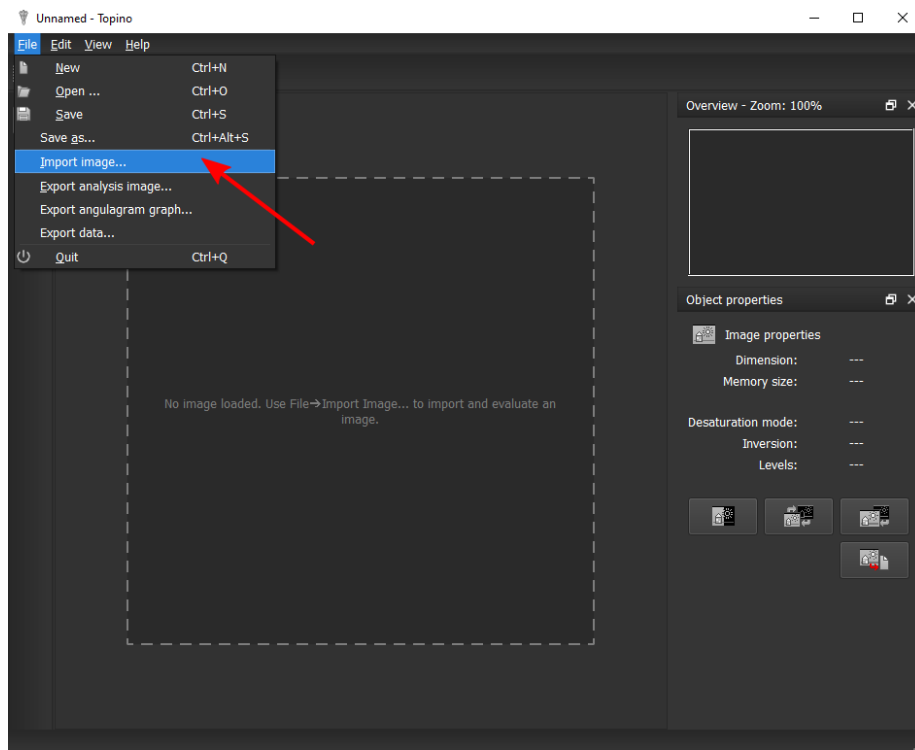 Unnamed - Topino
File Edit View Help
New Ctrl+N
Open ... Ctrl+O
Save Ctrl+S
Save as... Ctrl+Alt+S
Import image...
Export analysis image...
Export angulagram graph...
Export data...
Quit Ctrl+Q
No image loaded. Use File→Import Image... to import and evaluate an
image.
Overview - Zoom: 100%
Object properties
Image properties
Dimension: ---
Memory size: ---
Desaturation mode: ---
Inversion: ---
Levels: ---